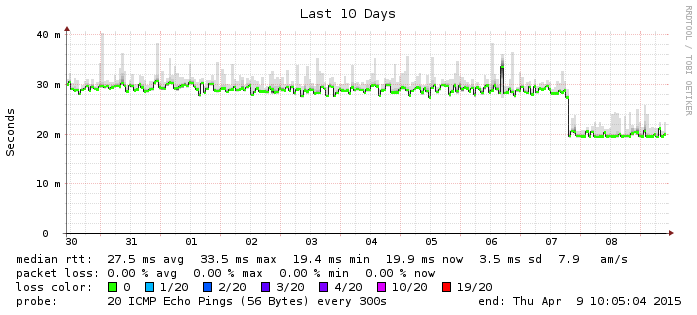 Last 10 Days
RRDTOOL / TOBI OETIKER
Seconds
40 m
30 m
20 m
10 m
0
30 31 01 02 03 04 05 06 07 08
median rtt: 27.5 ms avg 33.5 ms max 19.4 ms min 19.9 ms now 3.5 ms sd 7.9 am/s
packet loss: 0.00 % avg 0.00 % max 0.00 % min 0.00 % now
loss color: 0 1/20 2/20 3/20 4/20 10/20 19/20
probe: 20 ICMP Echo Pings (56 Bytes) every 300s end: Thu Apr 9 10:05:04 2015